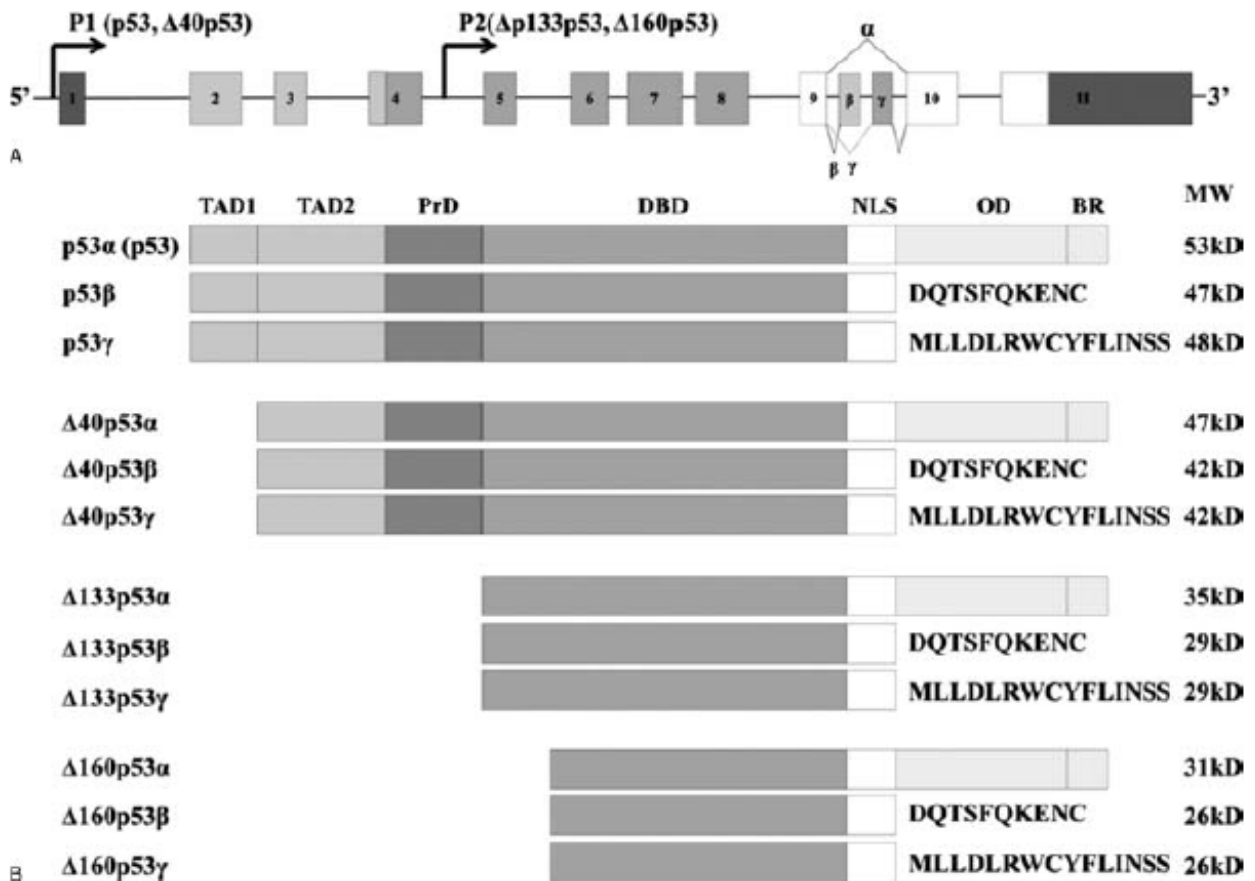 P1 (p53, Δ40p53) P2(Δp133p53, Δ160p53) α
5’ 1 2 3 4 5 6 7 8 9 β γ 10 11 3’
A
β γ
TAD1 TAD2 PrD DBD NLS OD BR MW
p53α (p53) 53kD
p53β DQTSFQKENC 47kD
p53γ MLLDLRWCYFLINSS 48kD
Δ40p53α 47kD
Δ40p53β DQTSFQKENC 42kD
Δ40p53γ MLLDLRWCYFLINSS 42kD
Δ133p53α 35kD
Δ133p53β DQTSFQKENC 29kD
Δ133p53γ MLLDLRWCYFLINSS 29kD
Δ160p53α 31kD
Δ160p53β DQTSFQKENC 26kD
B
Δ160p53γ MLLDLRWCYFLINSS 26kD